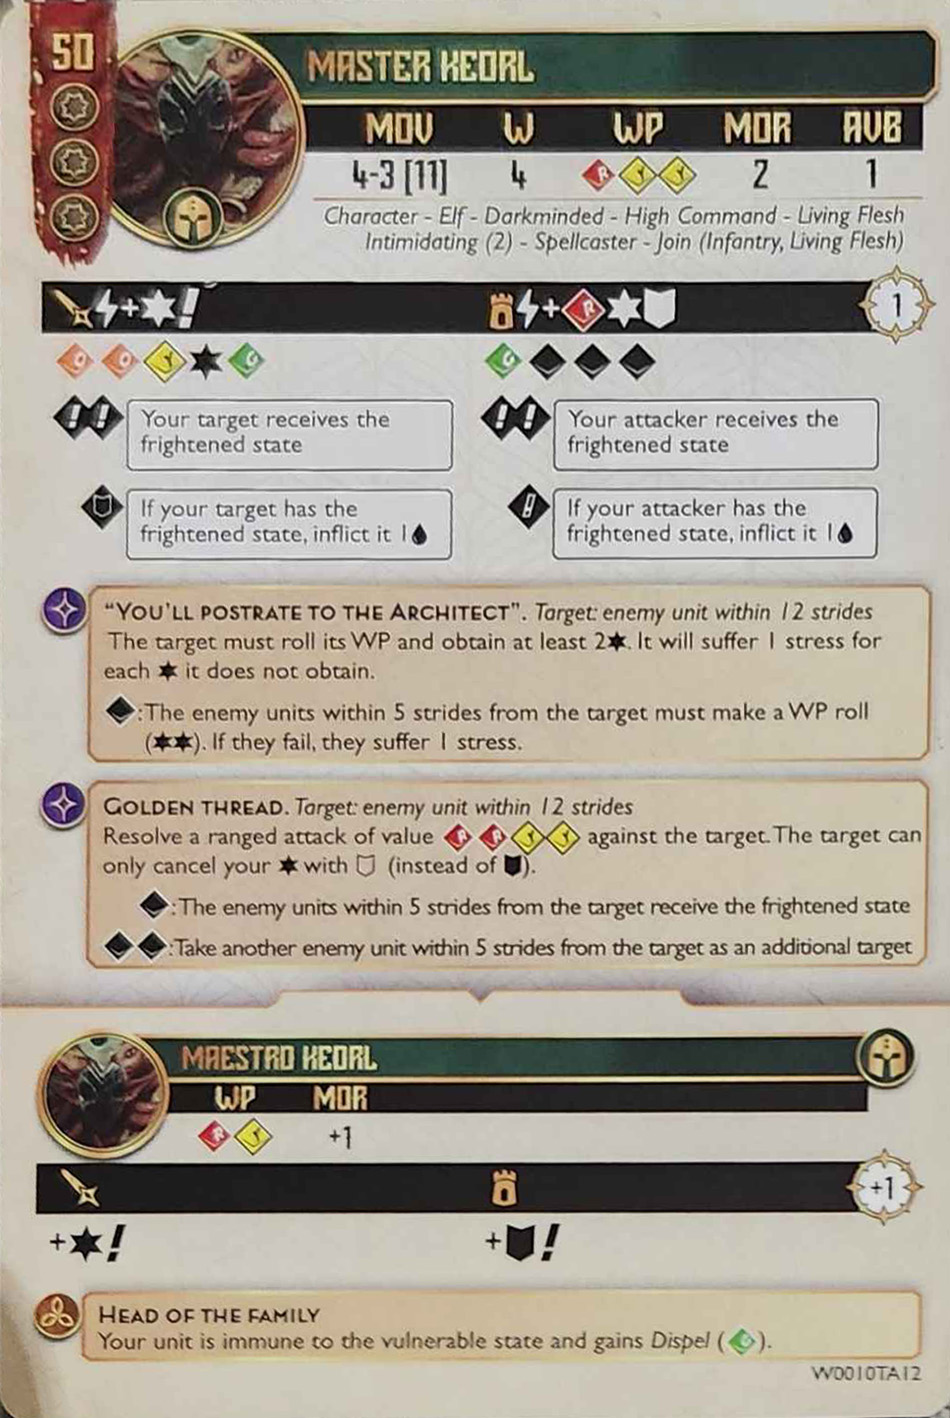 50
MASTER KEORL
MOV W WP MOR AVB
4-3 [11] 4 R Y Y 2 1
Character - Elf - Darkminded - High Command - Living Flesh
Intimidating (2) - Spellcaster - Join (Infantry, Living Flesh)
+ ! + R 1
O O Y G G
!! Your target receives the
frightened state
!! Your attacker receives the
frightened state
If your target has the
frightened state, inflict it 1
! If your attacker has the
frightened state, inflict it 1
"YOU'LL POSTRATE TO THE ARCHITECT". Target: enemy unit within 12 strides
The target must roll its WP and obtain at least 2. It will suffer 1 stress for
each it does not obtain.
:The enemy units within 5 strides from the target must make a WP roll
( ). If they fail, they suffer 1 stress.
GOLDEN THREAD. Target: enemy unit within 12 strides
Resolve a ranged attack of value R R Y Y against the target. The target can
only cancel your with (instead of ).
:The enemy units within 5 strides from the target receive the frightened state
:Take another enemy unit within 5 strides from the target as an additional target
MAESTRO KEORL
WP MOR
R Y +1
+1
+ ! + !
HEAD OF THE FAMILY
Your unit is immune to the vulnerable state and gains Dispel (G).
W0010TA12